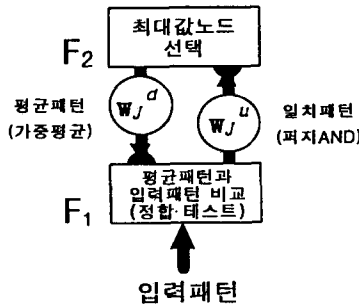 최대값노드
선택
F₂
평균패턴
(가중평균)
W_J^d
W_J^u
일치패턴
(퍼지AND)
F₁
평균패턴과
입력패턴 비교
(정합·테스트)
입력패턴